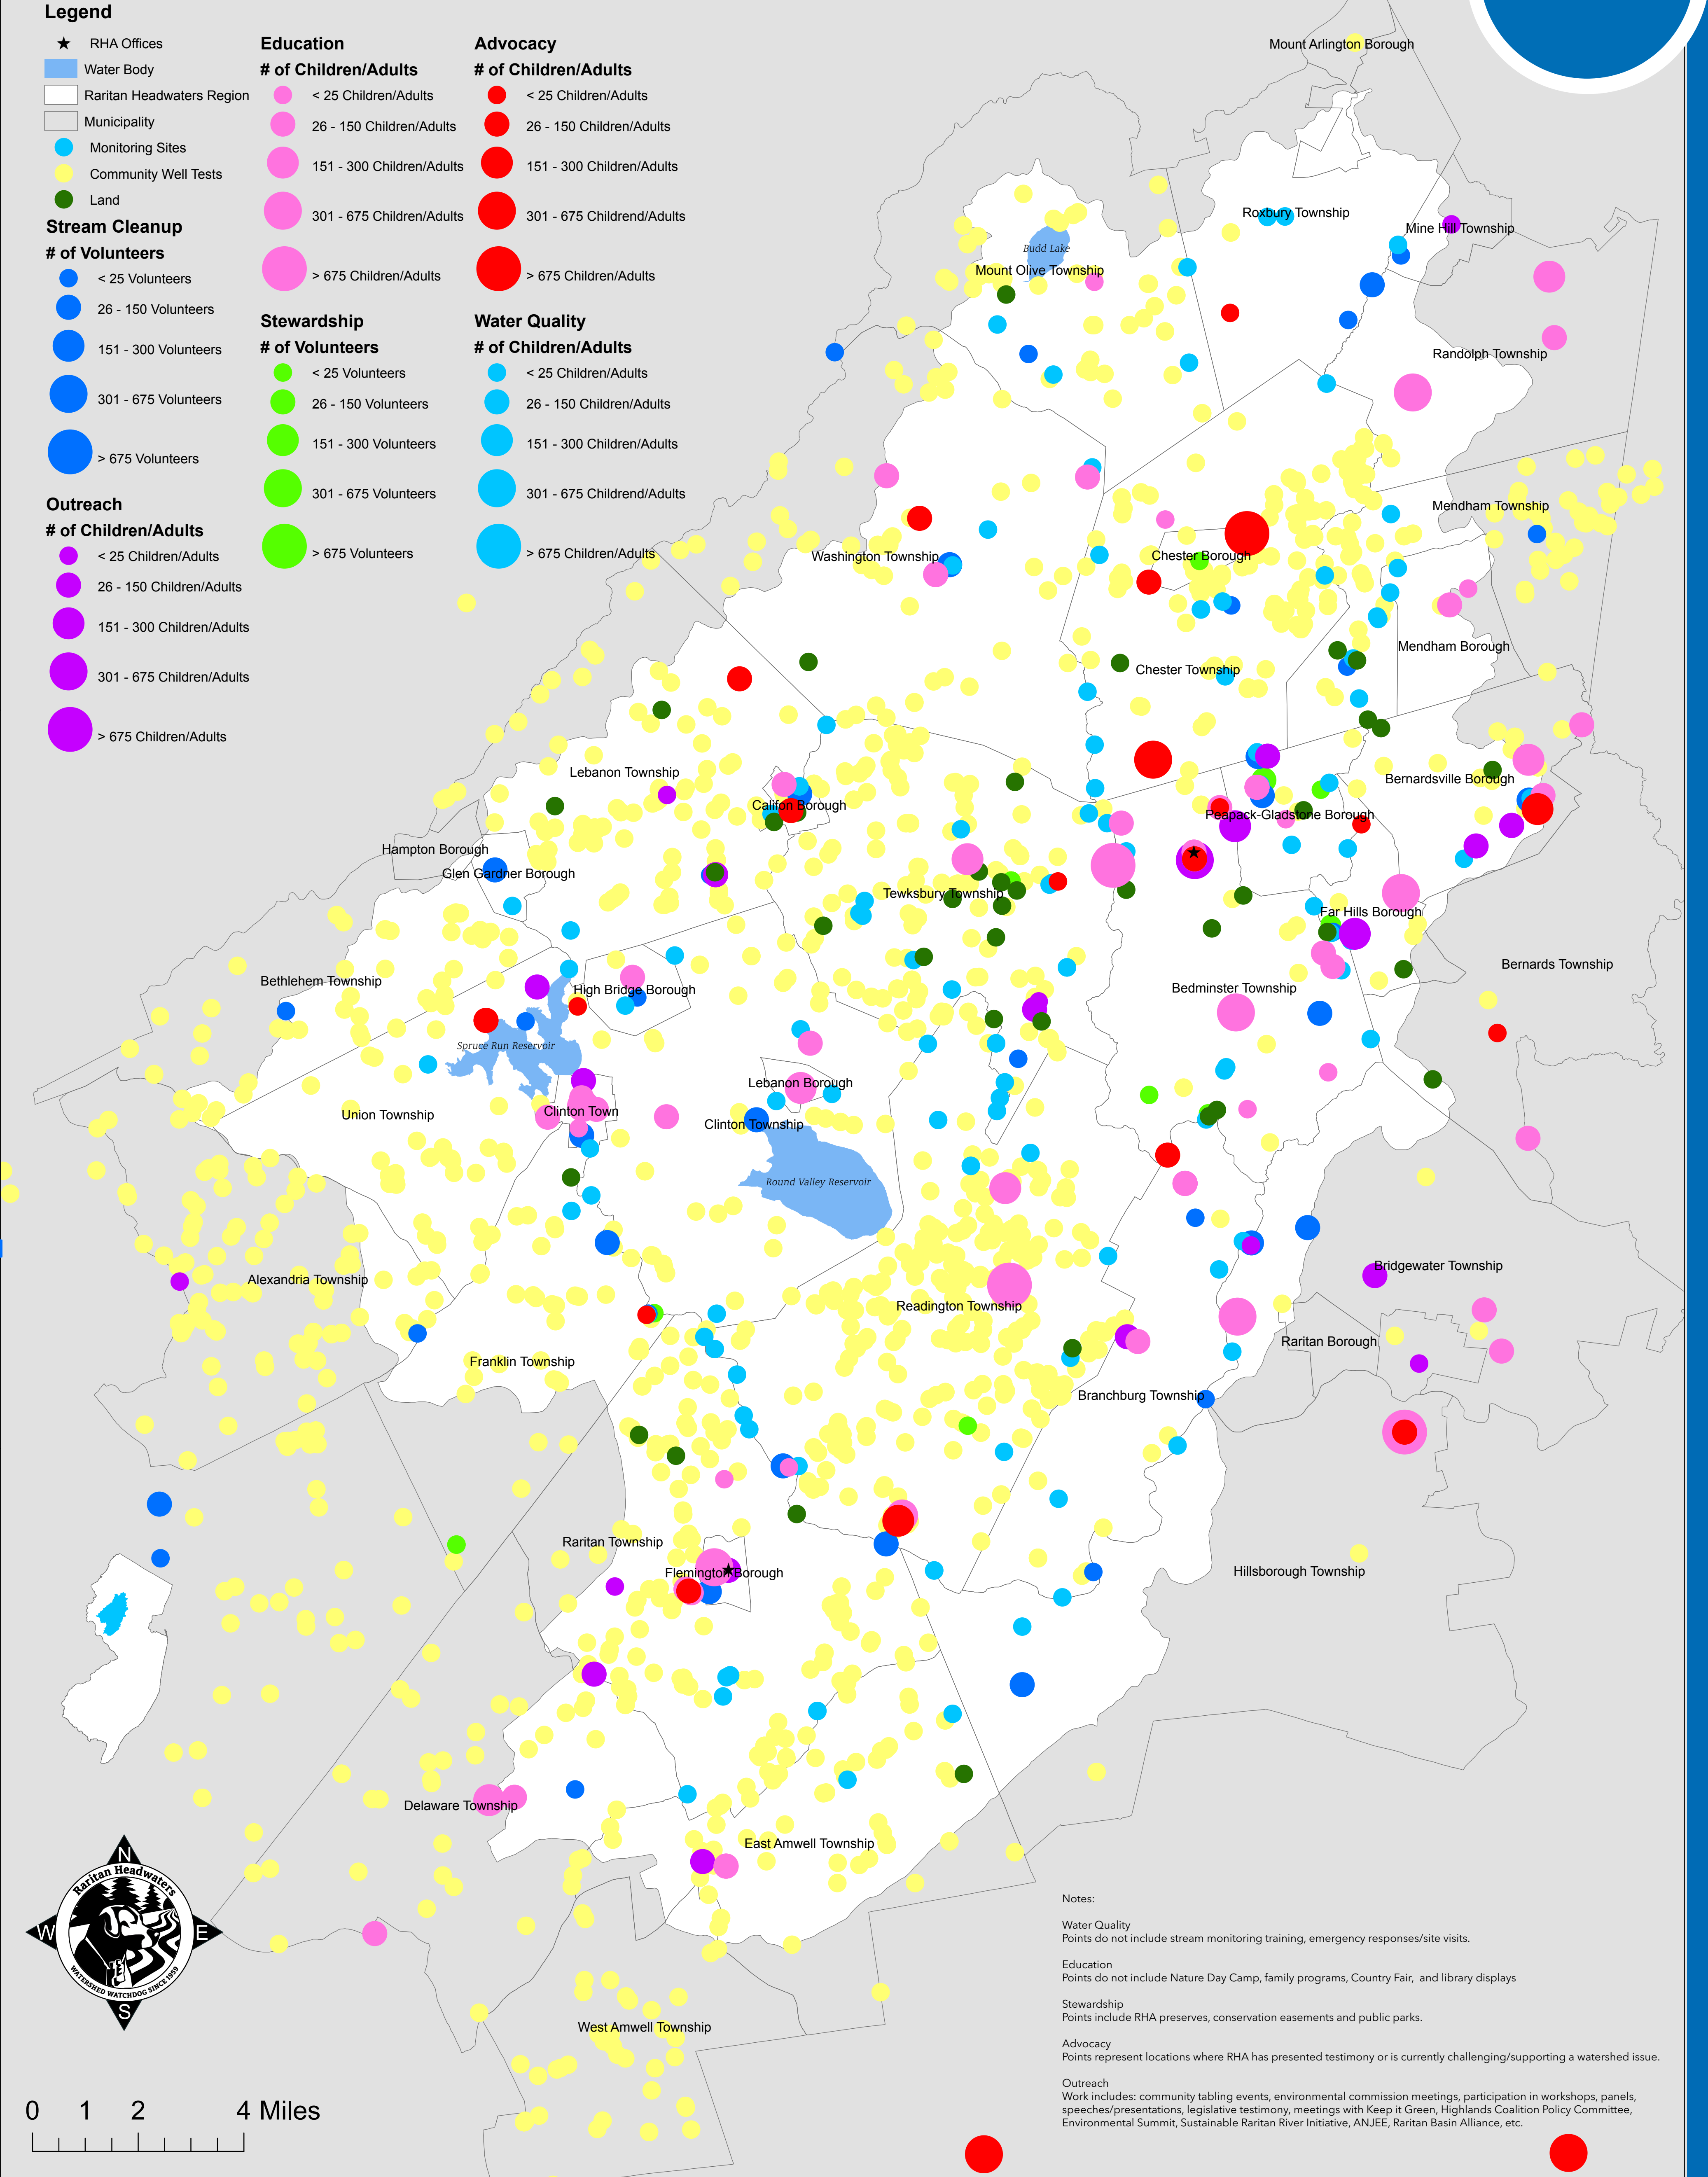 Legend
RHA Offices
Water Body
Raritan Headwaters Region
Municipality
Monitoring Sites
Community Well Tests
Land
Stream Cleanup
# of Volunteers
< 25 Volunteers
26 - 150 Volunteers
151 - 300 Volunteers
301 - 675 Volunteers
> 675 Volunteers
Outreach
# of Children/Adults
< 25 Children/Adults
26 - 150 Children/Adults
151 - 300 Children/Adults
301 - 675 Children/Adults
> 675 Children/Adults
Education
# of Children/Adults
< 25 Children/Adults
26 - 150 Children/Adults
151 - 300 Children/Adults
301 - 675 Children/Adults
> 675 Children/Adults
Stewardship
# of Volunteers
< 25 Volunteers
26 - 150 Volunteers
151 - 300 Volunteers
301 - 675 Volunteers
> 675 Volunteers
Advocacy
# of Children/Adults
< 25 Children/Adults
26 - 150 Children/Adults
151 - 300 Children/Adults
301 - 675 Childrend/Adults
> 675 Children/Adults
Water Quality
# of Children/Adults
< 25 Children/Adults
26 - 150 Children/Adults
151 - 300 Children/Adults
301 - 675 Childrend/Adults
> 675 Children/Adults
Mount Arlington Borough
Roxbury Township
Mine Hill Township
Budd Lake
Mount Olive Township
Randolph Township
Mendham Township
Washington Township
Chester Borough
Mendham Borough
Chester Township
Lebanon Township
Bernardsville Borough
Califon Borough
Peapack-Gladstone Borough
Hampton Borough
Glen Gardner Borough
Tewksbury Township
Far Hills Borough
Bernards Township
Bethlehem Township
High Bridge Borough
Bedminster Township
Spruce Run Reservoir
Lebanon Borough
Union Township
Clinton Town
Clinton Township
Round Valley Reservoir
Bridgewater Township
Alexandria Township
Readington Township
Raritan Borough
Franklin Township
Branchburg Township
Raritan Township
Flemington Borough
Hillsborough Township
Delaware Township
East Amwell Township
West Amwell Township
N
W
E
S
Raritan Headwaters
WATERSHED WATCHDOG SINCE 1959
0 1 2 4 Miles
Notes:
Water Quality
Points do not include stream monitoring training, emergency responses/site visits.
Education
Points do not include Nature Day Camp, family programs, Country Fair, and library displays
Stewardship
Points include RHA preserves, conservation easements and public parks.
Advocacy
Points represent locations where RHA has presented testimony or is currently challenging/supporting a watershed issue.
Outreach
Work includes: community tabling events, environmental commission meetings, participation in workshops, panels,
speeches/presentations, legislative testimony, meetings with Keep it Green, Highlands Coalition Policy Committee,
Environmental Summit, Sustainable Raritan River Initiative, ANJEE, Raritan Basin Alliance, etc.